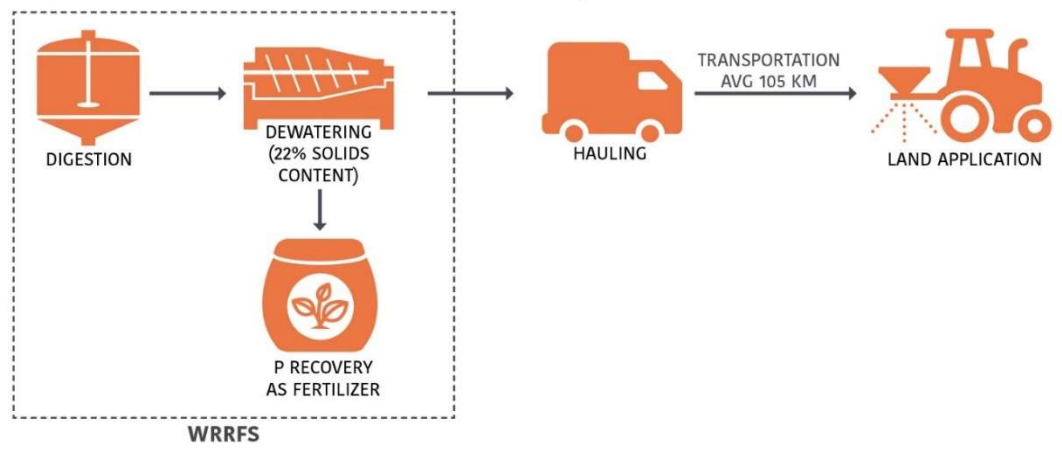 DIGESTION
DEWATERING
(22% SOLIDS
CONTENT)
HAULING
TRANSPORTATION
AVG 105 KM
LAND APPLICATION
P RECOVERY
AS FERTILIZER
WRRFS